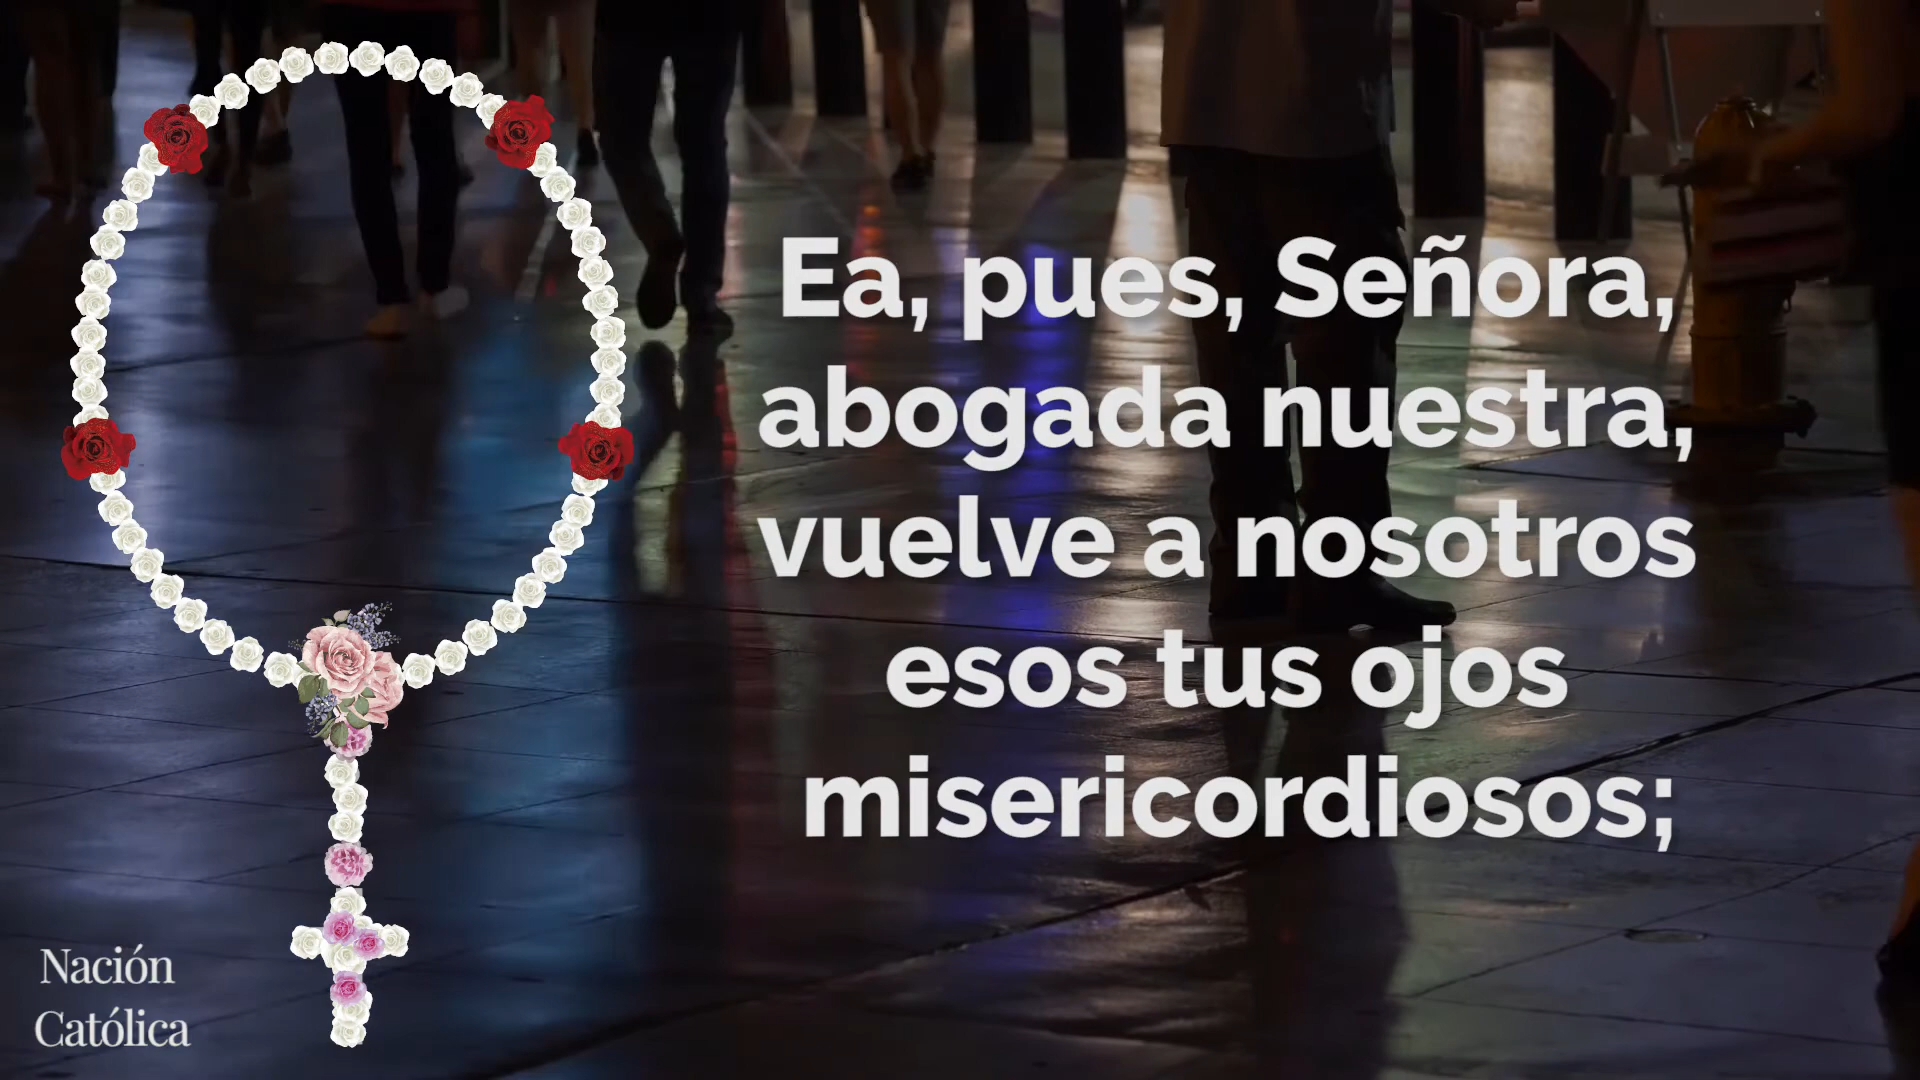 Ea, pues, Señora,
abogada nuestra,
vuelve a nosotros
esos tus ojos
misericordiosos;
Nación
Católica